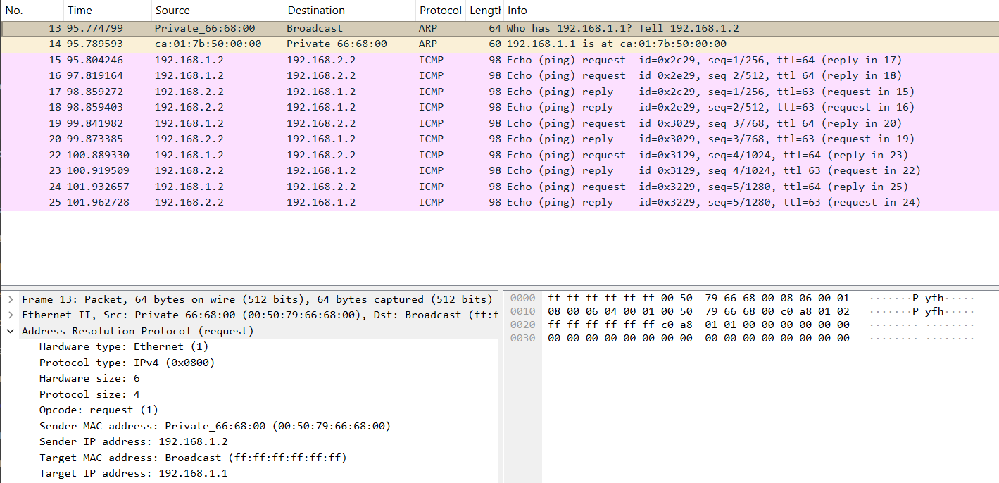 No. Time Source Destination Protocol Length Info
13 95.774799 Private_66:68:00 Broadcast ARP 64 Who has 192.168.1.1? Tell 192.168.1.2
14 95.789593 ca:01:7b:50:00:00 Private_66:68:00 ARP 60 192.168.1.1 is at ca:01:7b:50:00:00
15 95.804246 192.168.1.2 192.168.2.2 ICMP 98 Echo (ping) request id=0x2c29, seq=1/256, ttl=64 (reply in 17)
16 97.819164 192.168.1.2 192.168.2.2 ICMP 98 Echo (ping) request id=0x2e29, seq=2/512, ttl=64 (reply in 18)
17 98.859272 192.168.2.2 192.168.1.2 ICMP 98 Echo (ping) reply id=0x2c29, seq=1/256, ttl=63 (request in 15)
18 98.859403 192.168.2.2 192.168.1.2 ICMP 98 Echo (ping) reply id=0x2e29, seq=2/512, ttl=63 (request in 16)
19 99.841982 192.168.1.2 192.168.2.2 ICMP 98 Echo (ping) request id=0x3029, seq=3/768, ttl=64 (reply in 20)
20 99.873385 192.168.2.2 192.168.1.2 ICMP 98 Echo (ping) reply id=0x3029, seq=3/768, ttl=63 (request in 19)
22 100.889330 192.168.1.2 192.168.2.2 ICMP 98 Echo (ping) request id=0x3129, seq=4/1024, ttl=64 (reply in 23)
23 100.919509 192.168.2.2 192.168.1.2 ICMP 98 Echo (ping) reply id=0x3129, seq=4/1024, ttl=63 (request in 22)
24 101.932657 192.168.1.2 192.168.2.2 ICMP 98 Echo (ping) request id=0x3229, seq=5/1280, ttl=64 (reply in 25)
25 101.962728 192.168.2.2 192.168.1.2 ICMP 98 Echo (ping) reply id=0x3229, seq=5/1280, ttl=63 (request in 24)
Frame 13: Packet, 64 bytes on wire (512 bits), 64 bytes captured (512 bits)
Ethernet II, Src: Private_66:68:00 (00:50:79:66:68:00), Dst: Broadcast (ff:f
Address Resolution Protocol (request)
Hardware type: Ethernet (1)
Protocol type: IPv4 (0x0800)
Hardware size: 6
Protocol size: 4
Opcode: request (1)
Sender MAC address: Private_66:68:00 (00:50:79:66:68:00)
Sender IP address: 192.168.1.2
Target MAC address: Broadcast (ff:ff:ff:ff:ff:ff)
Target IP address: 192.168.1.1
0000 ff ff ff ff ff ff 00 50 79 66 68 00 08 06 00 01 ·······P yfh·····
0010 08 00 06 04 00 01 00 50 79 66 68 00 c0 a8 01 02 ·······P yfh·····
0020 ff ff ff ff ff ff c0 a8 01 01 00 00 00 00 00 00 ········ ········
0030 00 00 00 00 00 00 00 00 00 00 00 00 00 00 00 00 ········ ········